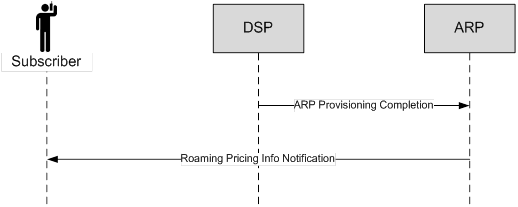 DSP
ARP
Subscriber
ARP Provisioning Completion
Roaming Pricing Info Notification